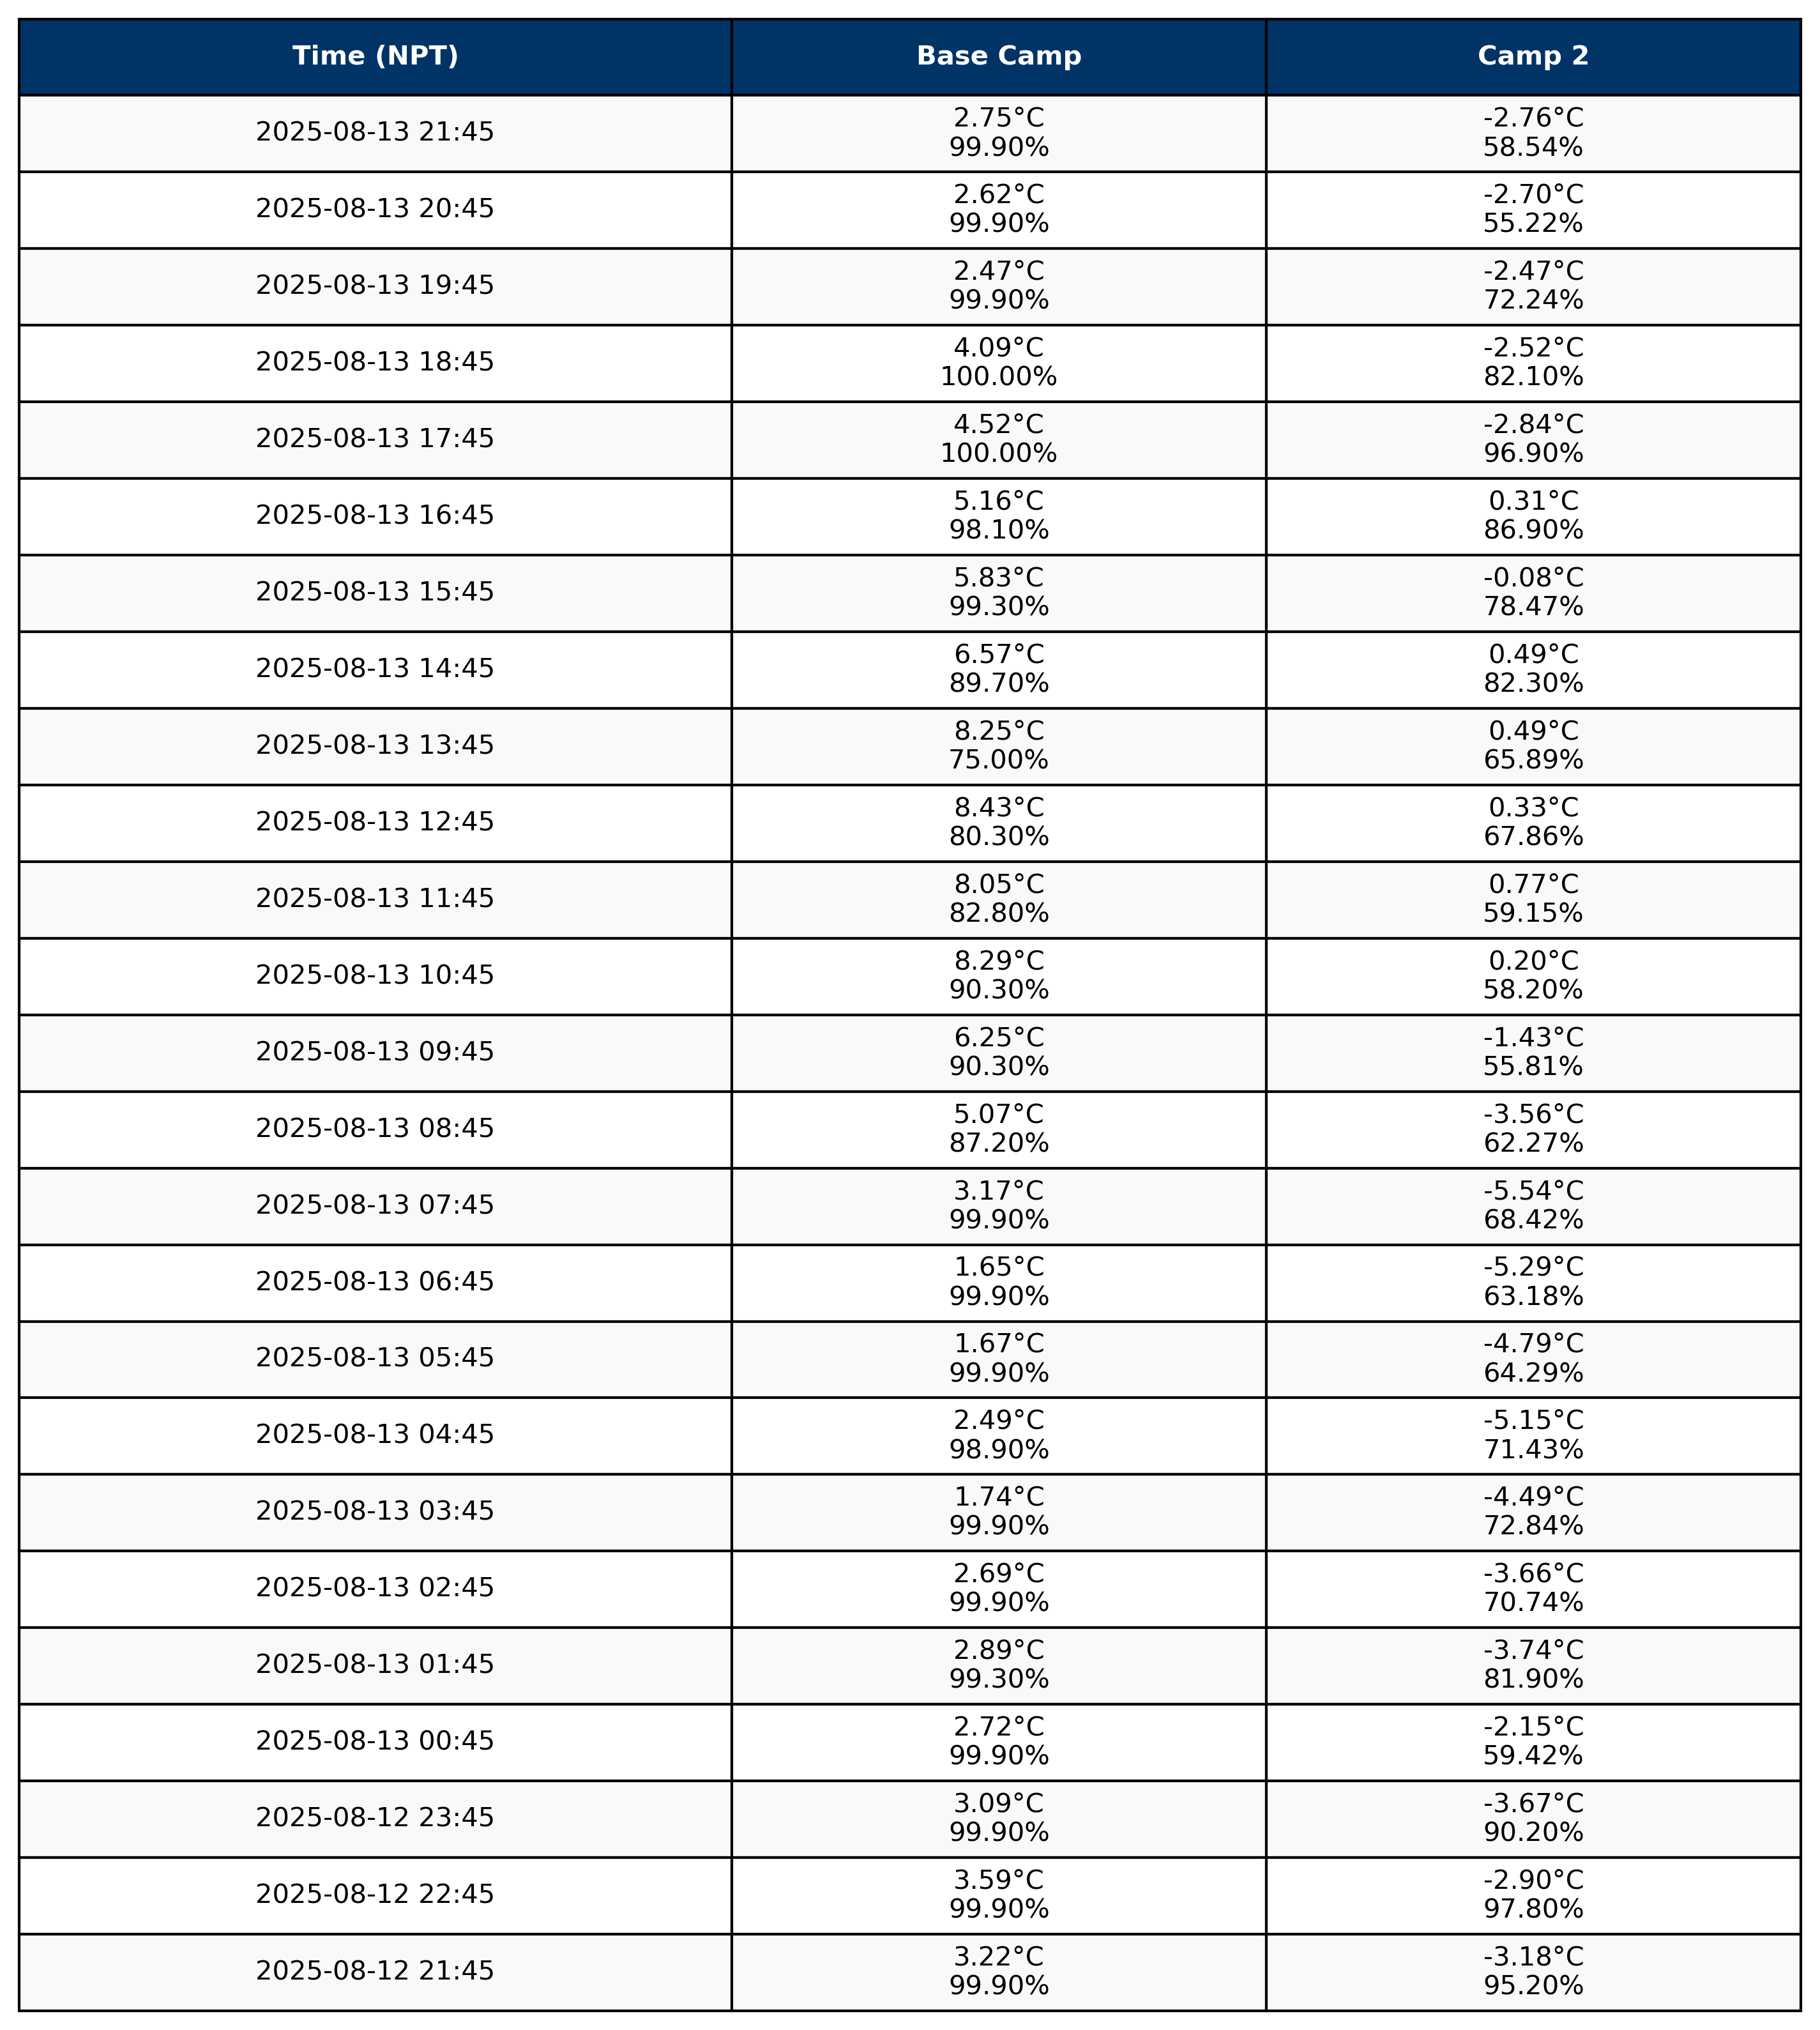 Time (NPT) Base Camp Camp 2
2025-08-13 21:45 2.75°C -2.76°C
99.90% 58.54%
2025-08-13 20:45 2.62°C -2.70°C
99.90% 55.22%
2025-08-13 19:45 2.47°C -2.47°C
99.90% 72.24%
2025-08-13 18:45 4.09°C -2.52°C
100.00% 82.10%
2025-08-13 17:45 4.52°C -2.84°C
100.00% 96.90%
2025-08-13 16:45 5.16°C 0.31°C
98.10% 86.90%
2025-08-13 15:45 5.83°C -0.08°C
99.30% 78.47%
2025-08-13 14:45 6.57°C 0.49°C
89.70% 82.30%
2025-08-13 13:45 8.25°C 0.49°C
75.00% 65.89%
2025-08-13 12:45 8.43°C 0.33°C
80.30% 67.86%
2025-08-13 11:45 8.05°C 0.77°C
82.80% 59.15%
2025-08-13 10:45 8.29°C 0.20°C
90.30% 58.20%
2025-08-13 09:45 6.25°C -1.43°C
90.30% 55.81%
2025-08-13 08:45 5.07°C -3.56°C
87.20% 62.27%
2025-08-13 07:45 3.17°C -5.54°C
99.90% 68.42%
2025-08-13 06:45 1.65°C -5.29°C
99.90% 63.18%
2025-08-13 05:45 1.67°C -4.79°C
99.90% 64.29%
2025-08-13 04:45 2.49°C -5.15°C
98.90% 71.43%
2025-08-13 03:45 1.74°C -4.49°C
99.90% 72.84%
2025-08-13 02:45 2.69°C -3.66°C
99.90% 70.74%
2025-08-13 01:45 2.89°C -3.74°C
99.30% 81.90%
2025-08-13 00:45 2.72°C -2.15°C
99.90% 59.42%
2025-08-12 23:45 3.09°C -3.67°C
99.90% 90.20%
2025-08-12 22:45 3.59°C -2.90°C
99.90% 97.80%
2025-08-12 21:45 3.22°C -3.18°C
99.90% 95.20%